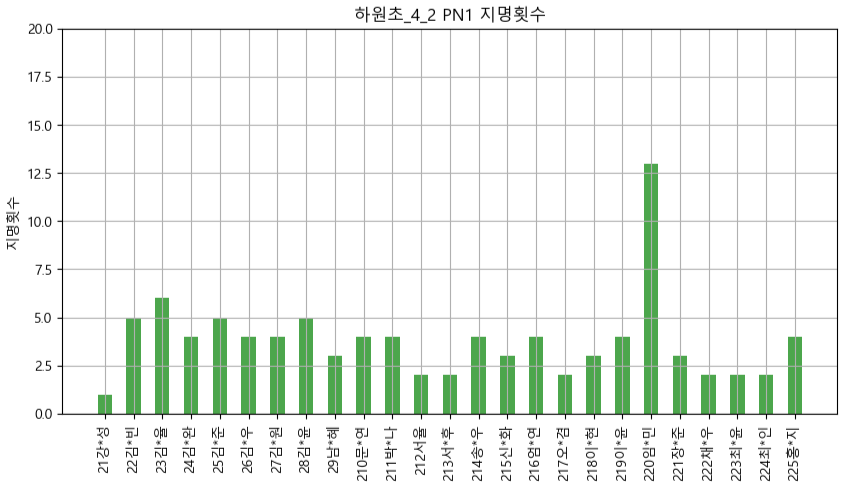 하원초_4_2 PN1 지명횟수
지명횟수
20.0
17.5
15.0
12.5
10.0
7.5
5.0
2.5
0.0
21강*성
22김*빈
23김*율
24김*완
25김*준
26김*우
27김*원
28김*윤
29남*혜
210문*연
211박*나
212서율
213서*후
214송*우
215신*화
216엄*연
217오*겸
218이*현
219이*윤
220임*민
221장*준
222채*우
223최*윤
224최*인
225홍*지